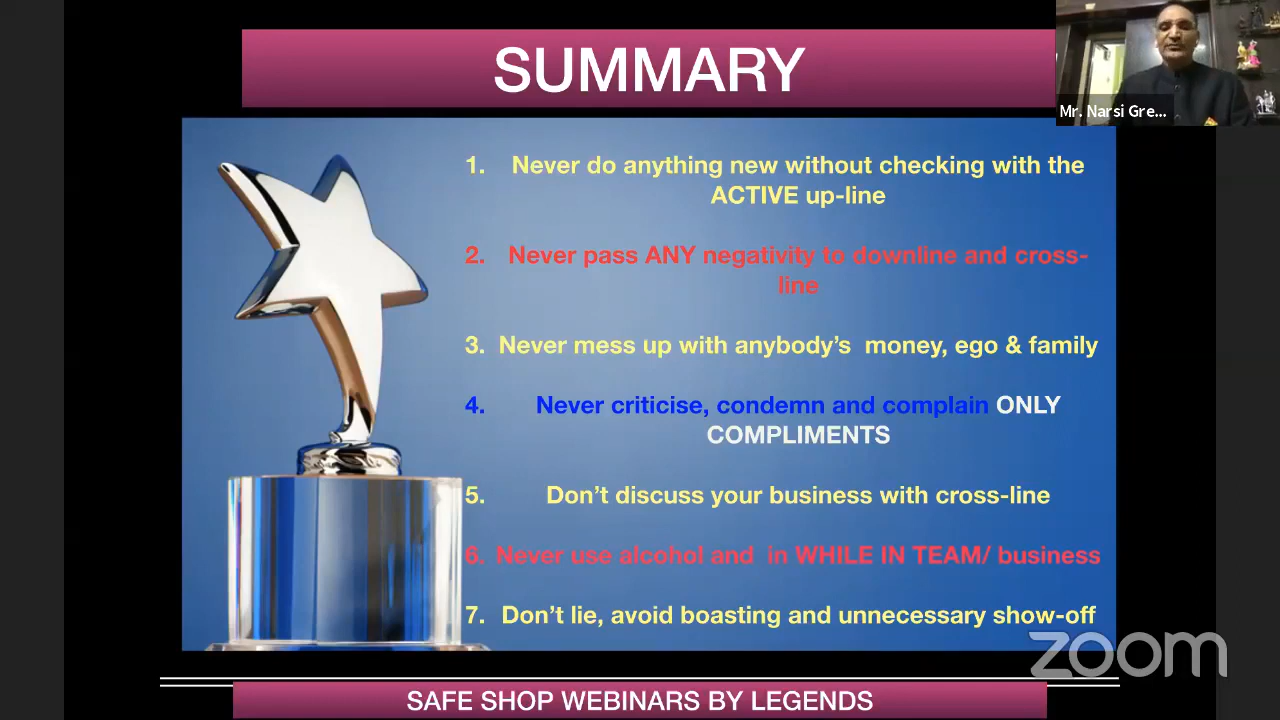 SUMMARY
Mr. Narsi Gre...
1. Never do anything new without checking with the
ACTIVE up-line
2. Never pass ANY negativity to downline and cross-
line
3. Never mess up with anybody’s money, ego & family
4. Never criticise, condemn and complain ONLY
COMPLIMENTS
5. Don’t discuss your business with cross-line
6. Never use alcohol and in WHILE IN TEAM/ business
7. Don’t lie, avoid boasting and unnecessary show-off
zoom
SAFE SHOP WEBINARS BY LEGENDS